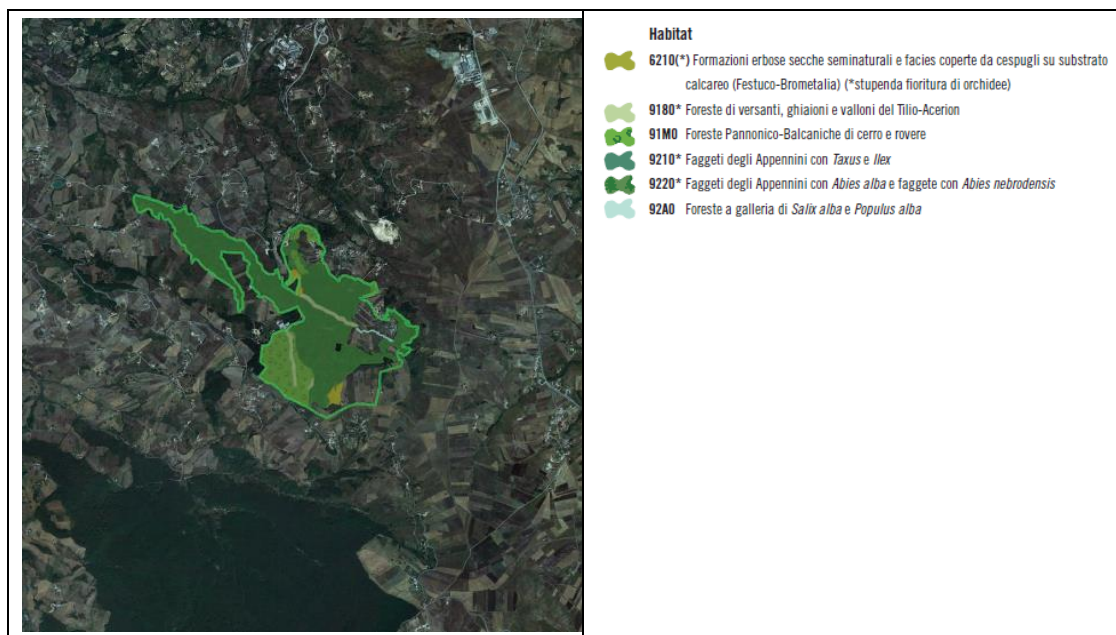 Habitat
6210(*) Formazioni erbose secche seminaturali e facies coperte da cespugli su substrato
calcareo (Festuco-Brometalia) (*stupenda fioritura di orchidee)
9180* Foreste di versanti, ghiaioni e valloni del Tilio-Acerion
91M0 Foreste Pannonico-Balcaniche di cerro e rovere
9210* Faggeti degli Appennini con Taxus e Ilex
9220* Faggeti degli Appennini con Abies alba e faggete con Abies nebrodensis
92A0 Foreste a galleria di Salix alba e Populus alba